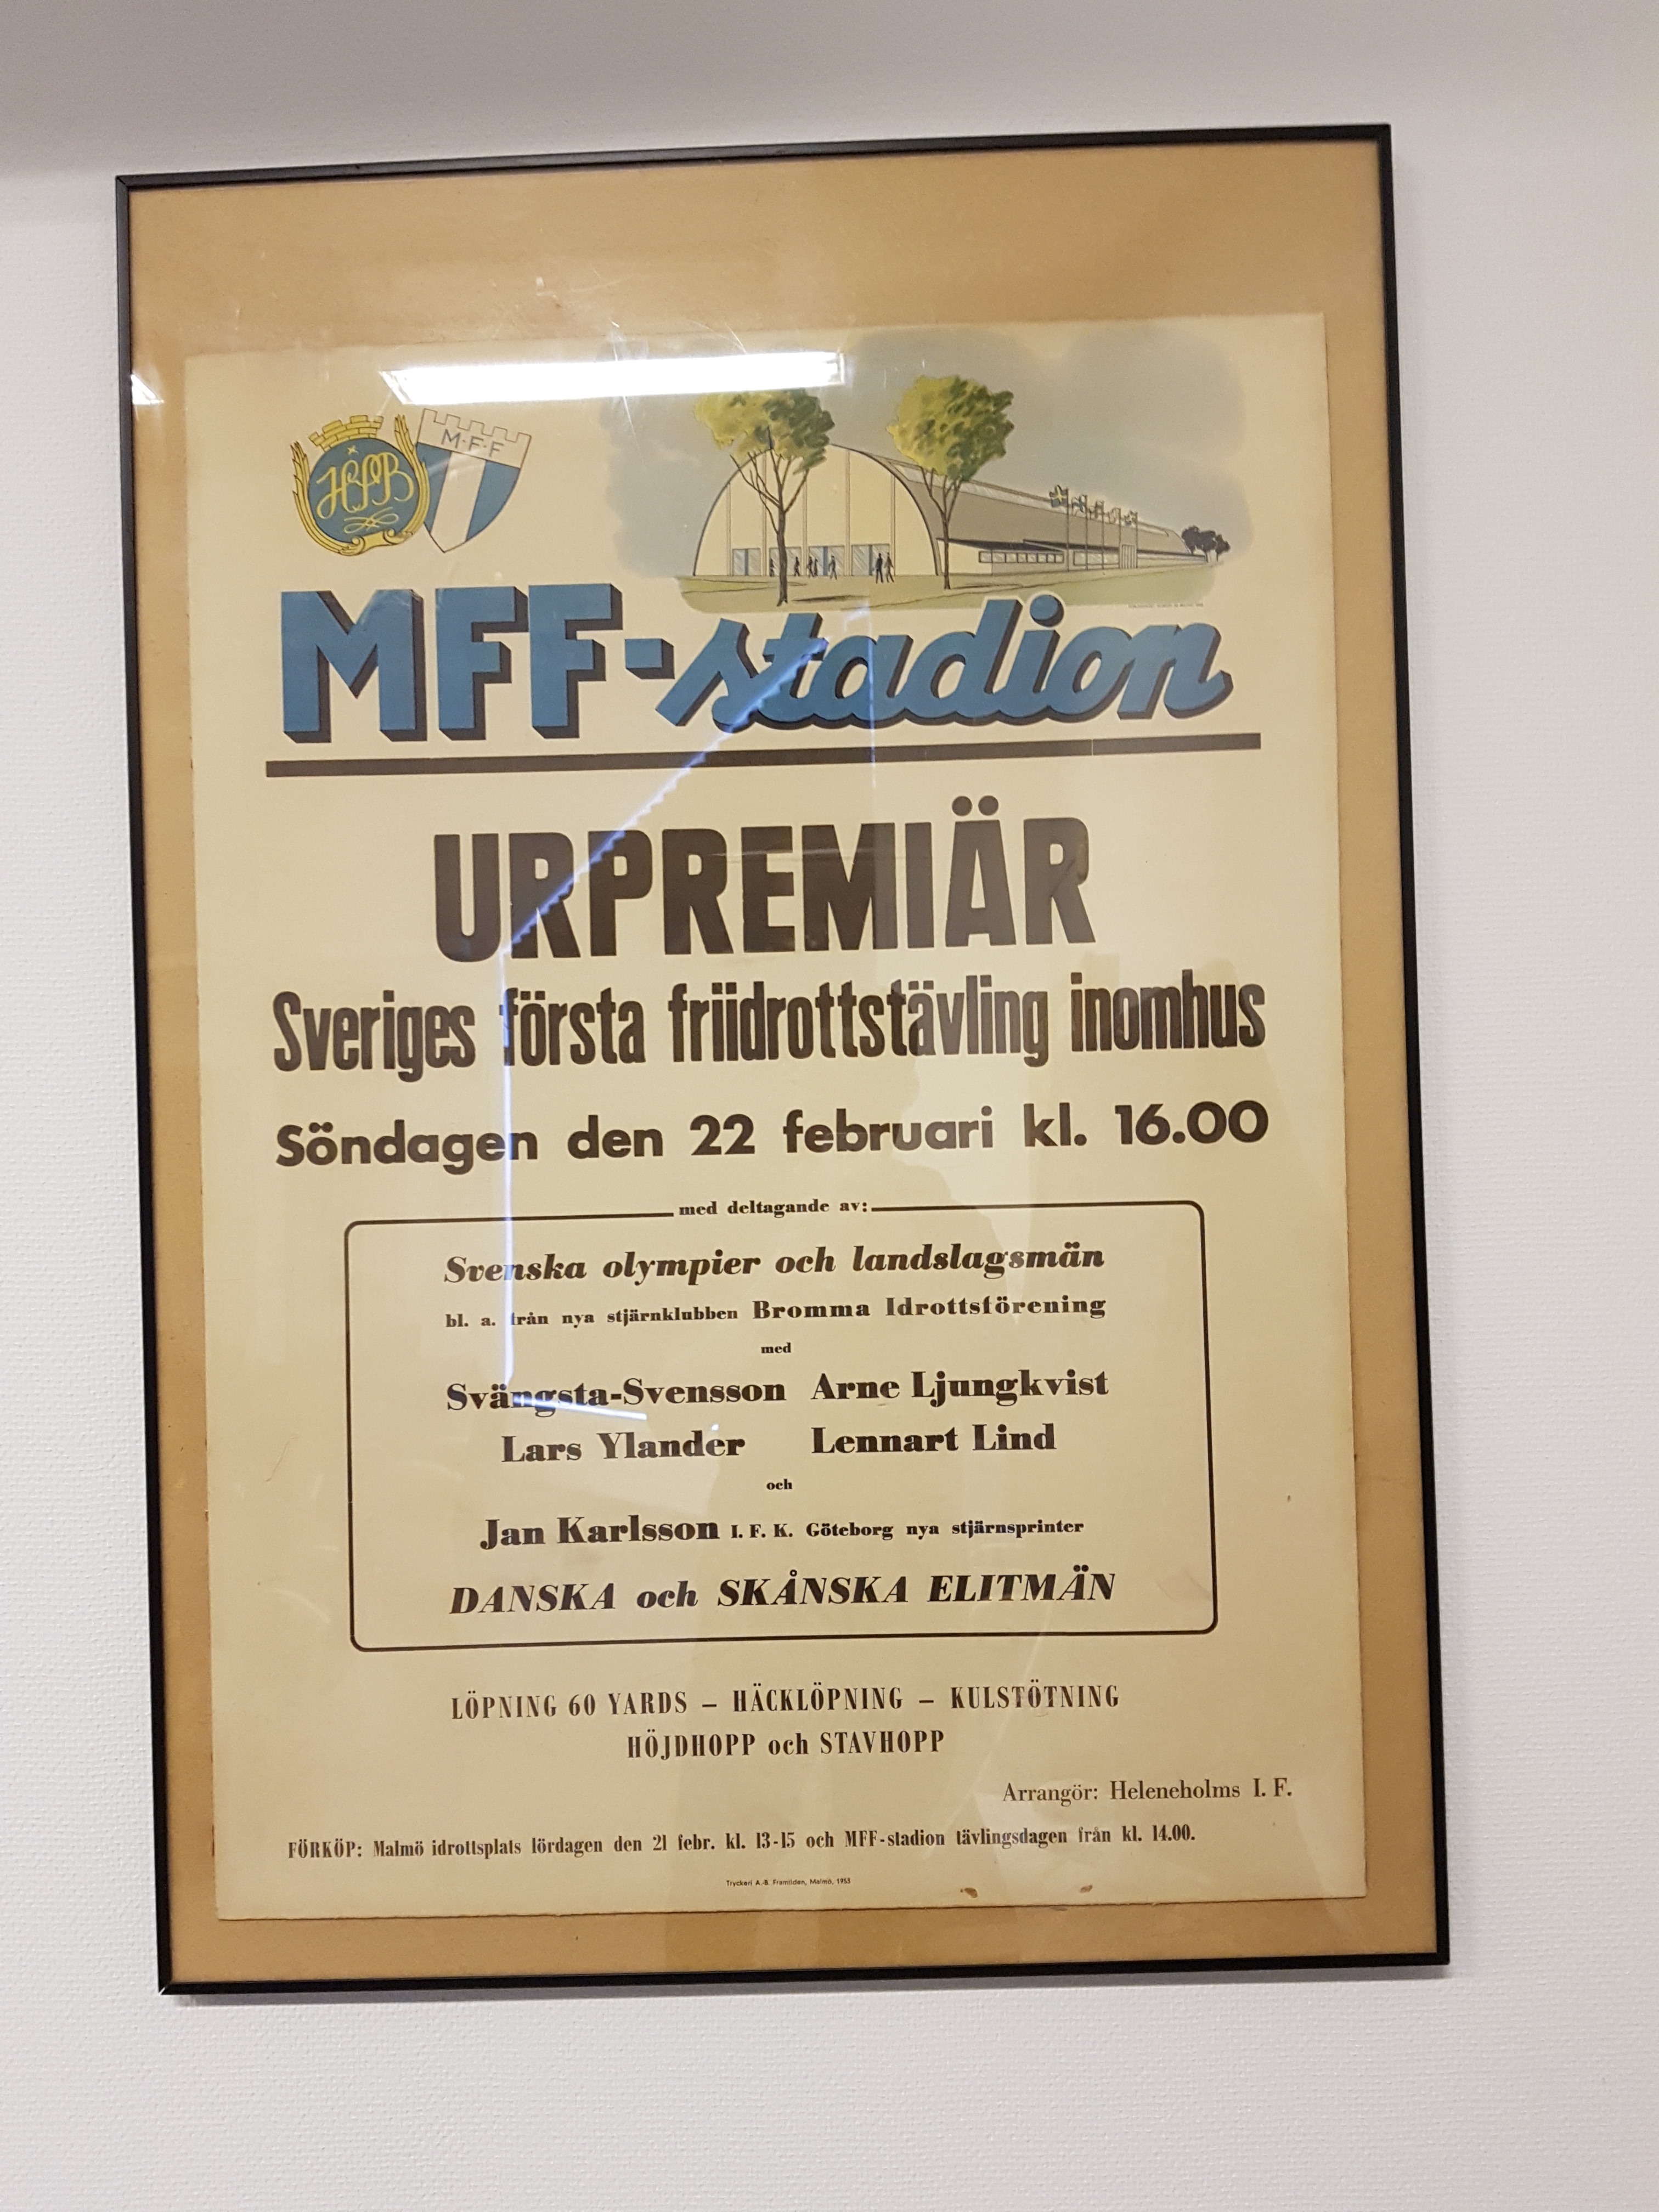 HPB
M·F·F
MFF-stadion
URPREMIÄR
Sveriges första friidrottstävling inomhus
Söndagen den 22 februari kl. 16.00
med deltagande av:
Svenska olympier och landslagsmän
bl. a. från nya stjärnklubben Bromma Idrottsförening
med
Svängsta-Svensson Arne Ljungkvist
Lars Ylander Lennart Lind
och
Jan Karlsson I. F. K. Göteborg nya stjärnsprinter
DANSKA och SKÅNSKA ELITMÄN
LÖPNING 60 YARDS – HÄCKLÖPNING – KULSTÖTNING
HÖJDHOPP och STAVHOPP
Arrangör: Heleneholms I. F.
FÖRKÖP: Malmö idrottsplats lördagen den 21 febr. kl. 13-15 och MFF-stadion tävlingsdagen från kl. 14.00.
Tryckeri A.-B. Framtiden, Malmö, 1953